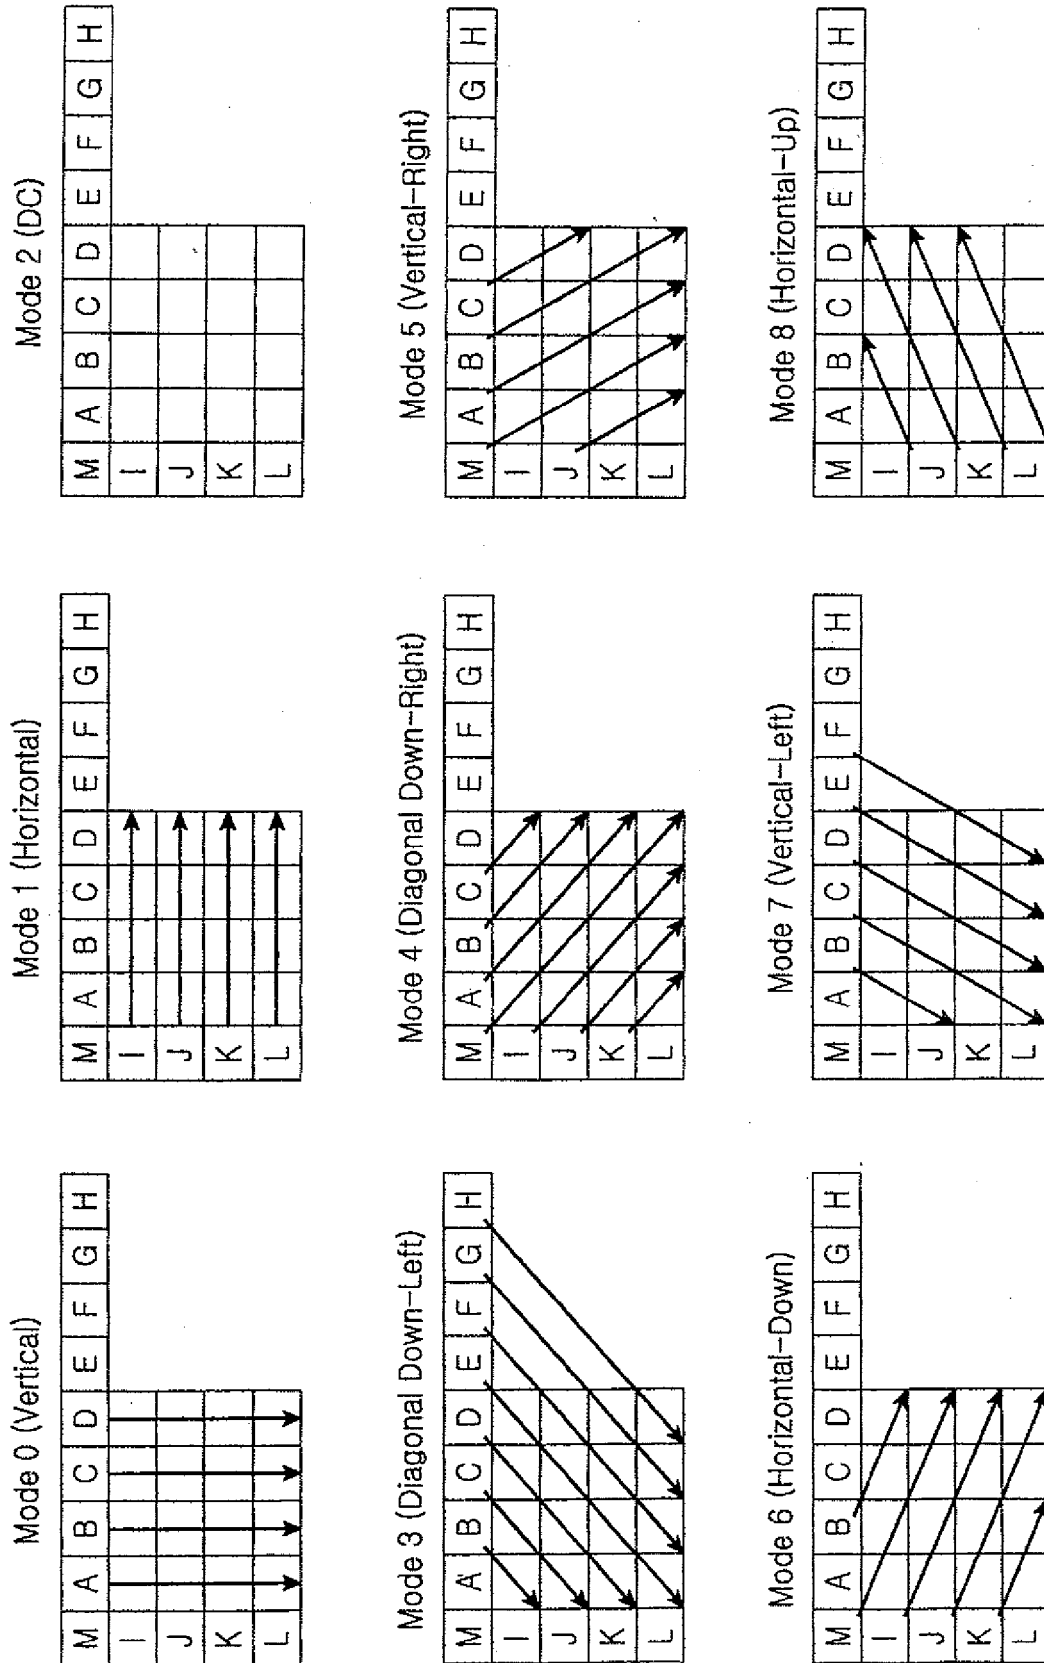 Mode 0 (Vertical)
M A B C D E F G H
I
J
K
L
Mode 1 (Horizontal)
M A B C D E F G H
I
J
K
L
Mode 2 (DC)
M A B C D E F G H
I
J
K
L
Mode 3 (Diagonal Down-Left)
M A B C D E F G H
I
J
K
L
Mode 4 (Diagonal Down-Right)
M A B C D E F G H
I
J
K
L
Mode 5 (Vertical-Right)
M A B C D E F G H
I
J
K
L
Mode 6 (Horizontal-Down)
M A B C D E F G H
I
J
K
L
Mode 7 (Vertical-Left)
M A B C D E F G H
I
J
K
L
Mode 8 (Horizontal-Up)
M A B C D E F G H
I
J
K
L